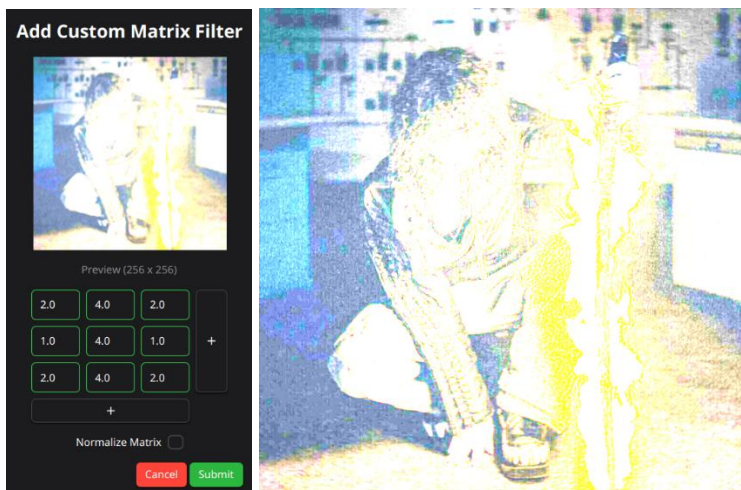 Add Custom Matrix Filter
Preview (256 x 256)
2.0 4.0 2.0
1.0 4.0 1.0 +
2.0 4.0 2.0
+
Normalize Matrix
Cancel Submit